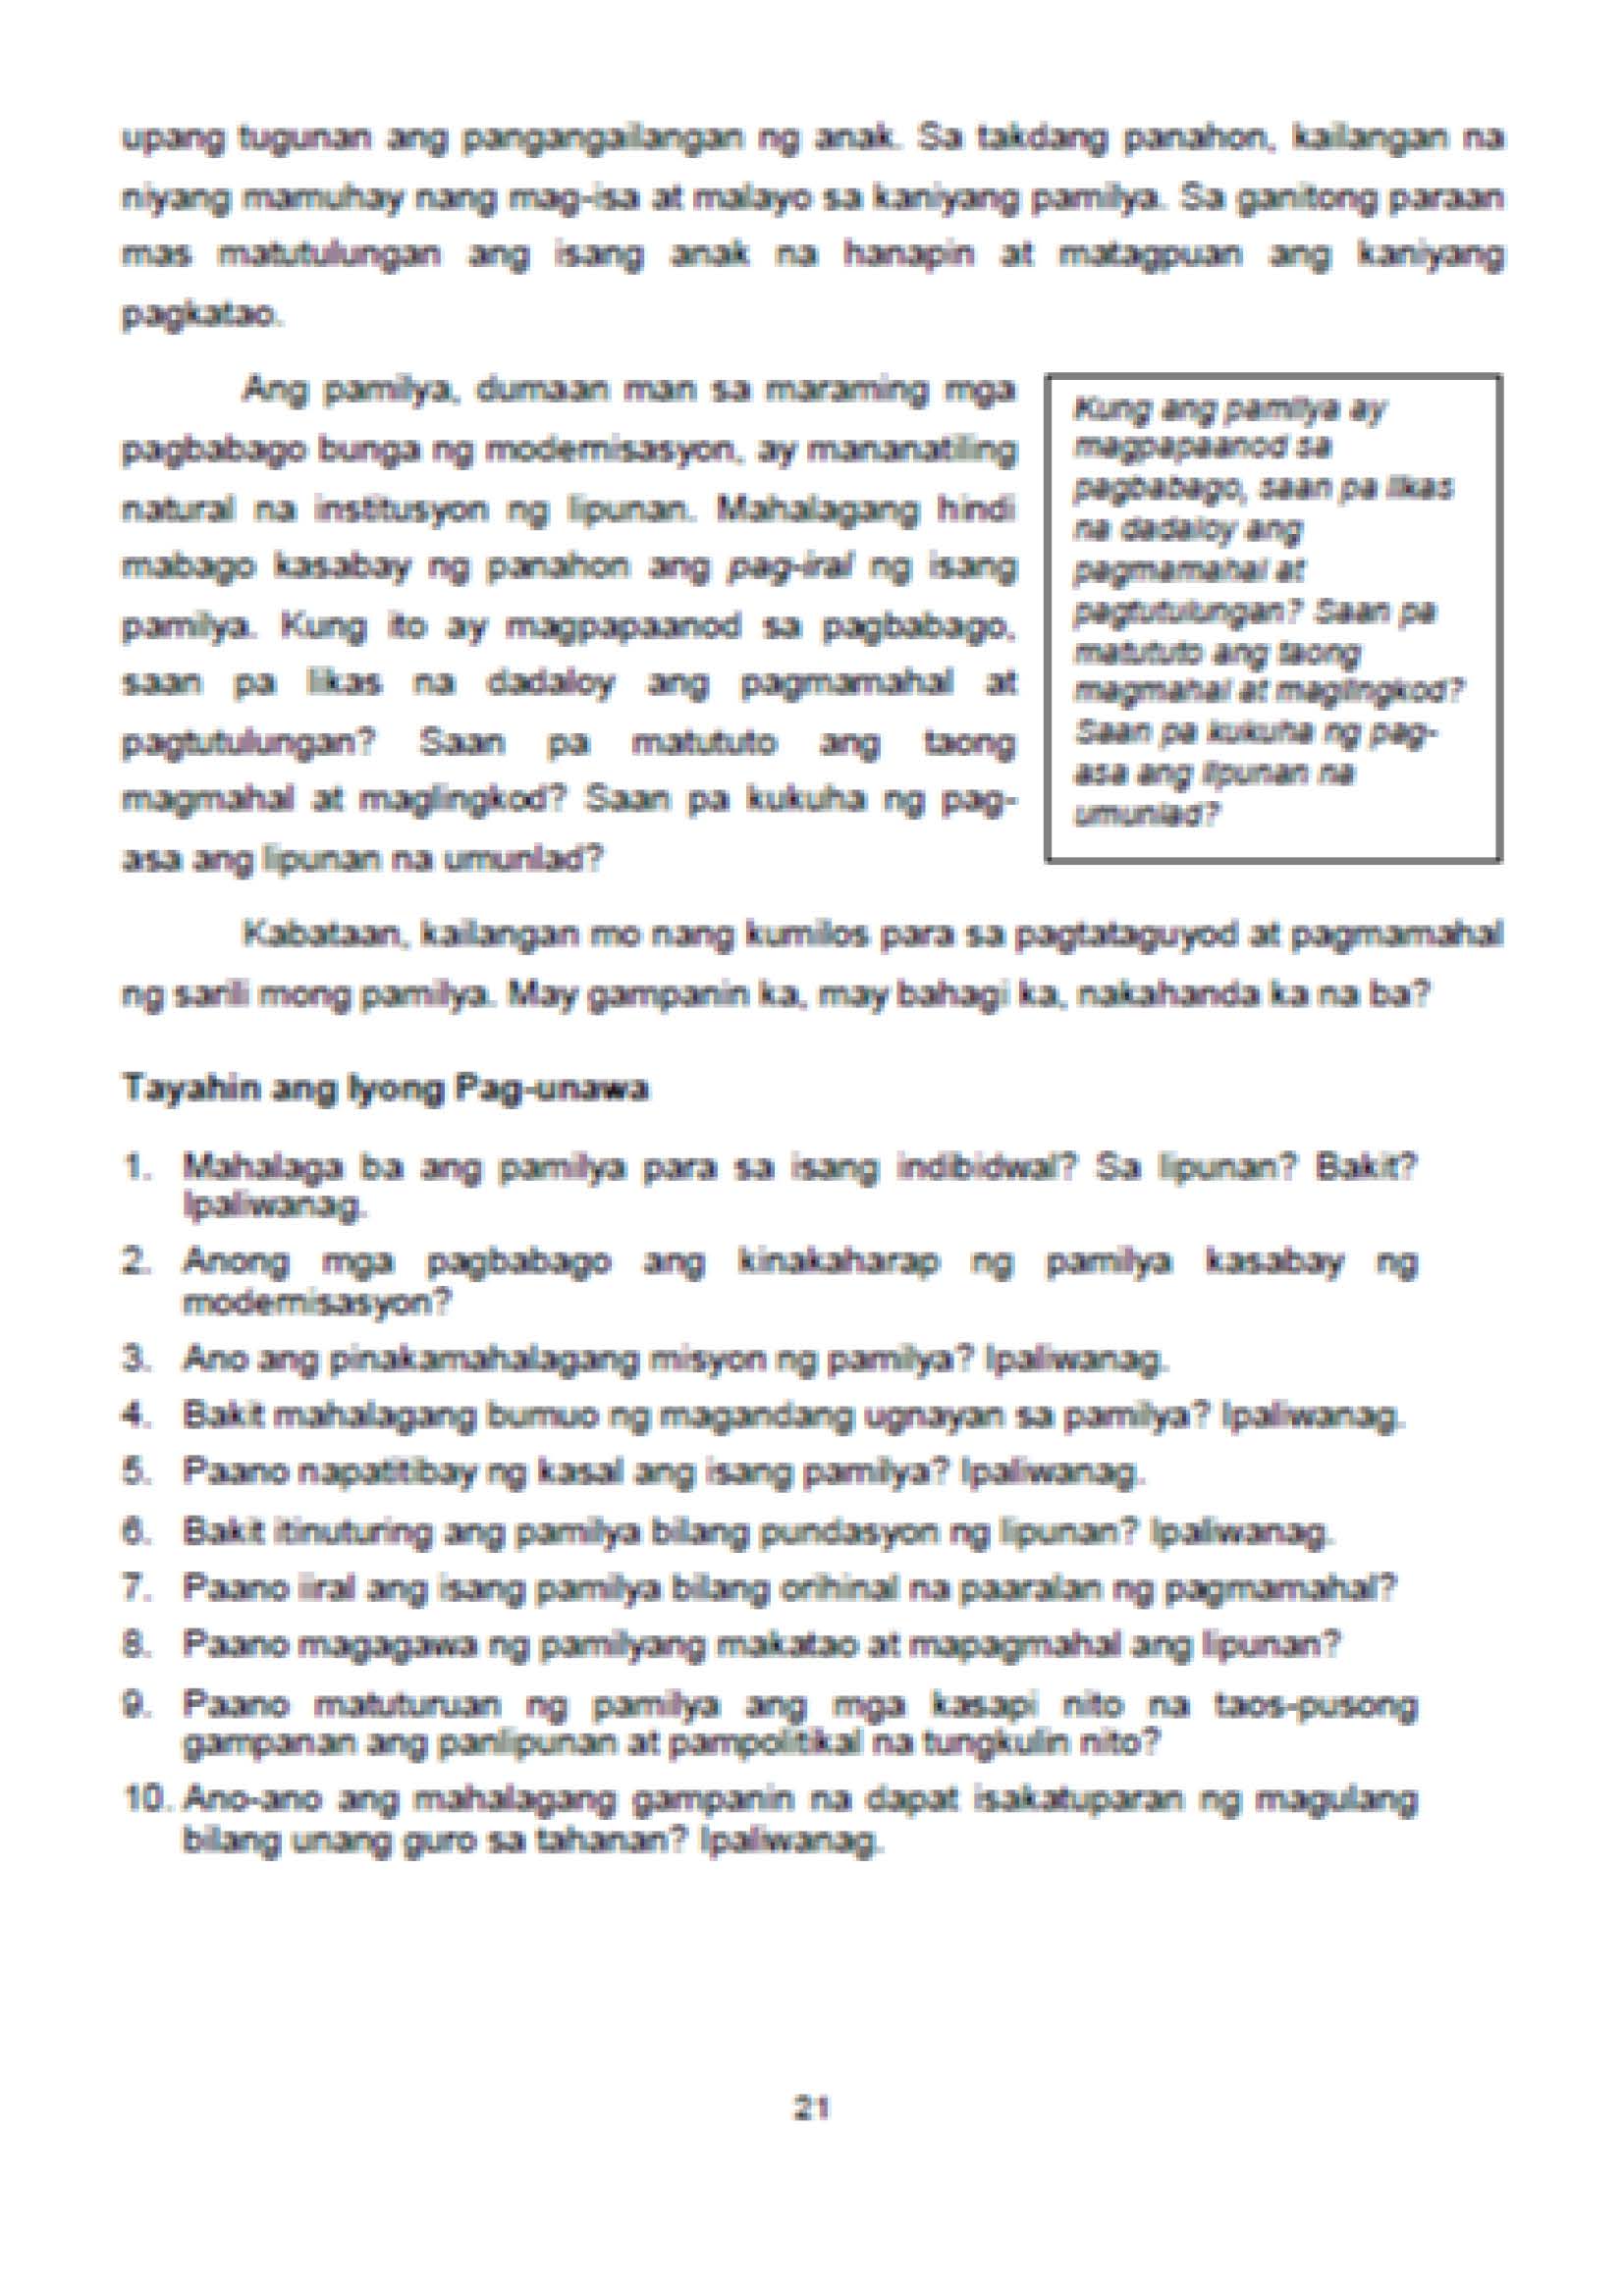 upang tugunan ang pangangailangan ng anak. Sa takdang panahon, kailangan na
niyang mamuhay nang mag-isa at malayo sa kaniyang pamilya. Sa ganitong paraan
mas matutulungan ang isang anak na hanapin at matagpuan ang kaniyang
pagkatao.
Ang pamilya, dumaan man sa maraming mga
pagbabago bunga ng modernisasyon, ay mananatiling
natural na institusyon ng lipunan. Mahalagang hindi
mabago kasabay ng panahon ang pag-iral ng isang
pamilya. Kung ito ay magpapaanod sa pagbabago,
saan pa likas na dadaloy ang pagmamahal at
pagtutulungan? Saan pa matututo ang taong
magmahal at maglingkod? Saan pa kukuha ng pag-
asa ang lipunan na umunlad?
Kung ang pamilya ay
magpapaanod sa
pagbabago, saan pa likas
na dadaloy ang
pagmamahal at
pagtutulungan? Saan pa
matututo ang taong
magmahal at maglingkod?
Saan pa kukuha ng pag-
asa ang lipunan na
umunlad?
Kabataan, kailangan mo nang kumilos para sa pagtataguyod at pagmamahal
ng sarili mong pamilya. May gampanin ka, may bahagi ka, nakahanda ka na ba?
Tayahin ang Iyong Pag-unawa
1. Mahalaga ba ang pamilya para sa isang indibidwal? Sa lipunan? Bakit?
Ipaliwanag.
2. Anong mga pagbabago ang kinakaharap ng pamilya kasabay ng
modernisasyon?
3. Ano ang pinakamahalagang misyon ng pamilya? Ipaliwanag.
4. Bakit mahalagang bumuo ng magandang ugnayan sa pamilya? Ipaliwanag.
5. Paano napatitibay ng kasal ang isang pamilya? Ipaliwanag.
6. Bakit itinuturing ang pamilya bilang pundasyon ng lipunan? Ipaliwanag.
7. Paano iiral ang isang pamilya bilang orihinal na paaralan ng pagmamahal?
8. Paano magagawa ng pamilyang makatao at mapagmahal ang lipunan?
9. Paano matuturuan ng pamilya ang mga kasapi nito na taos-pusong
gampanan ang panlipunan at pampolitikal na tungkulin nito?
10. Ano-ano ang mahalagang gampanin na dapat isakatuparan ng magulang
bilang unang guro sa tahanan? Ipaliwanag.
21